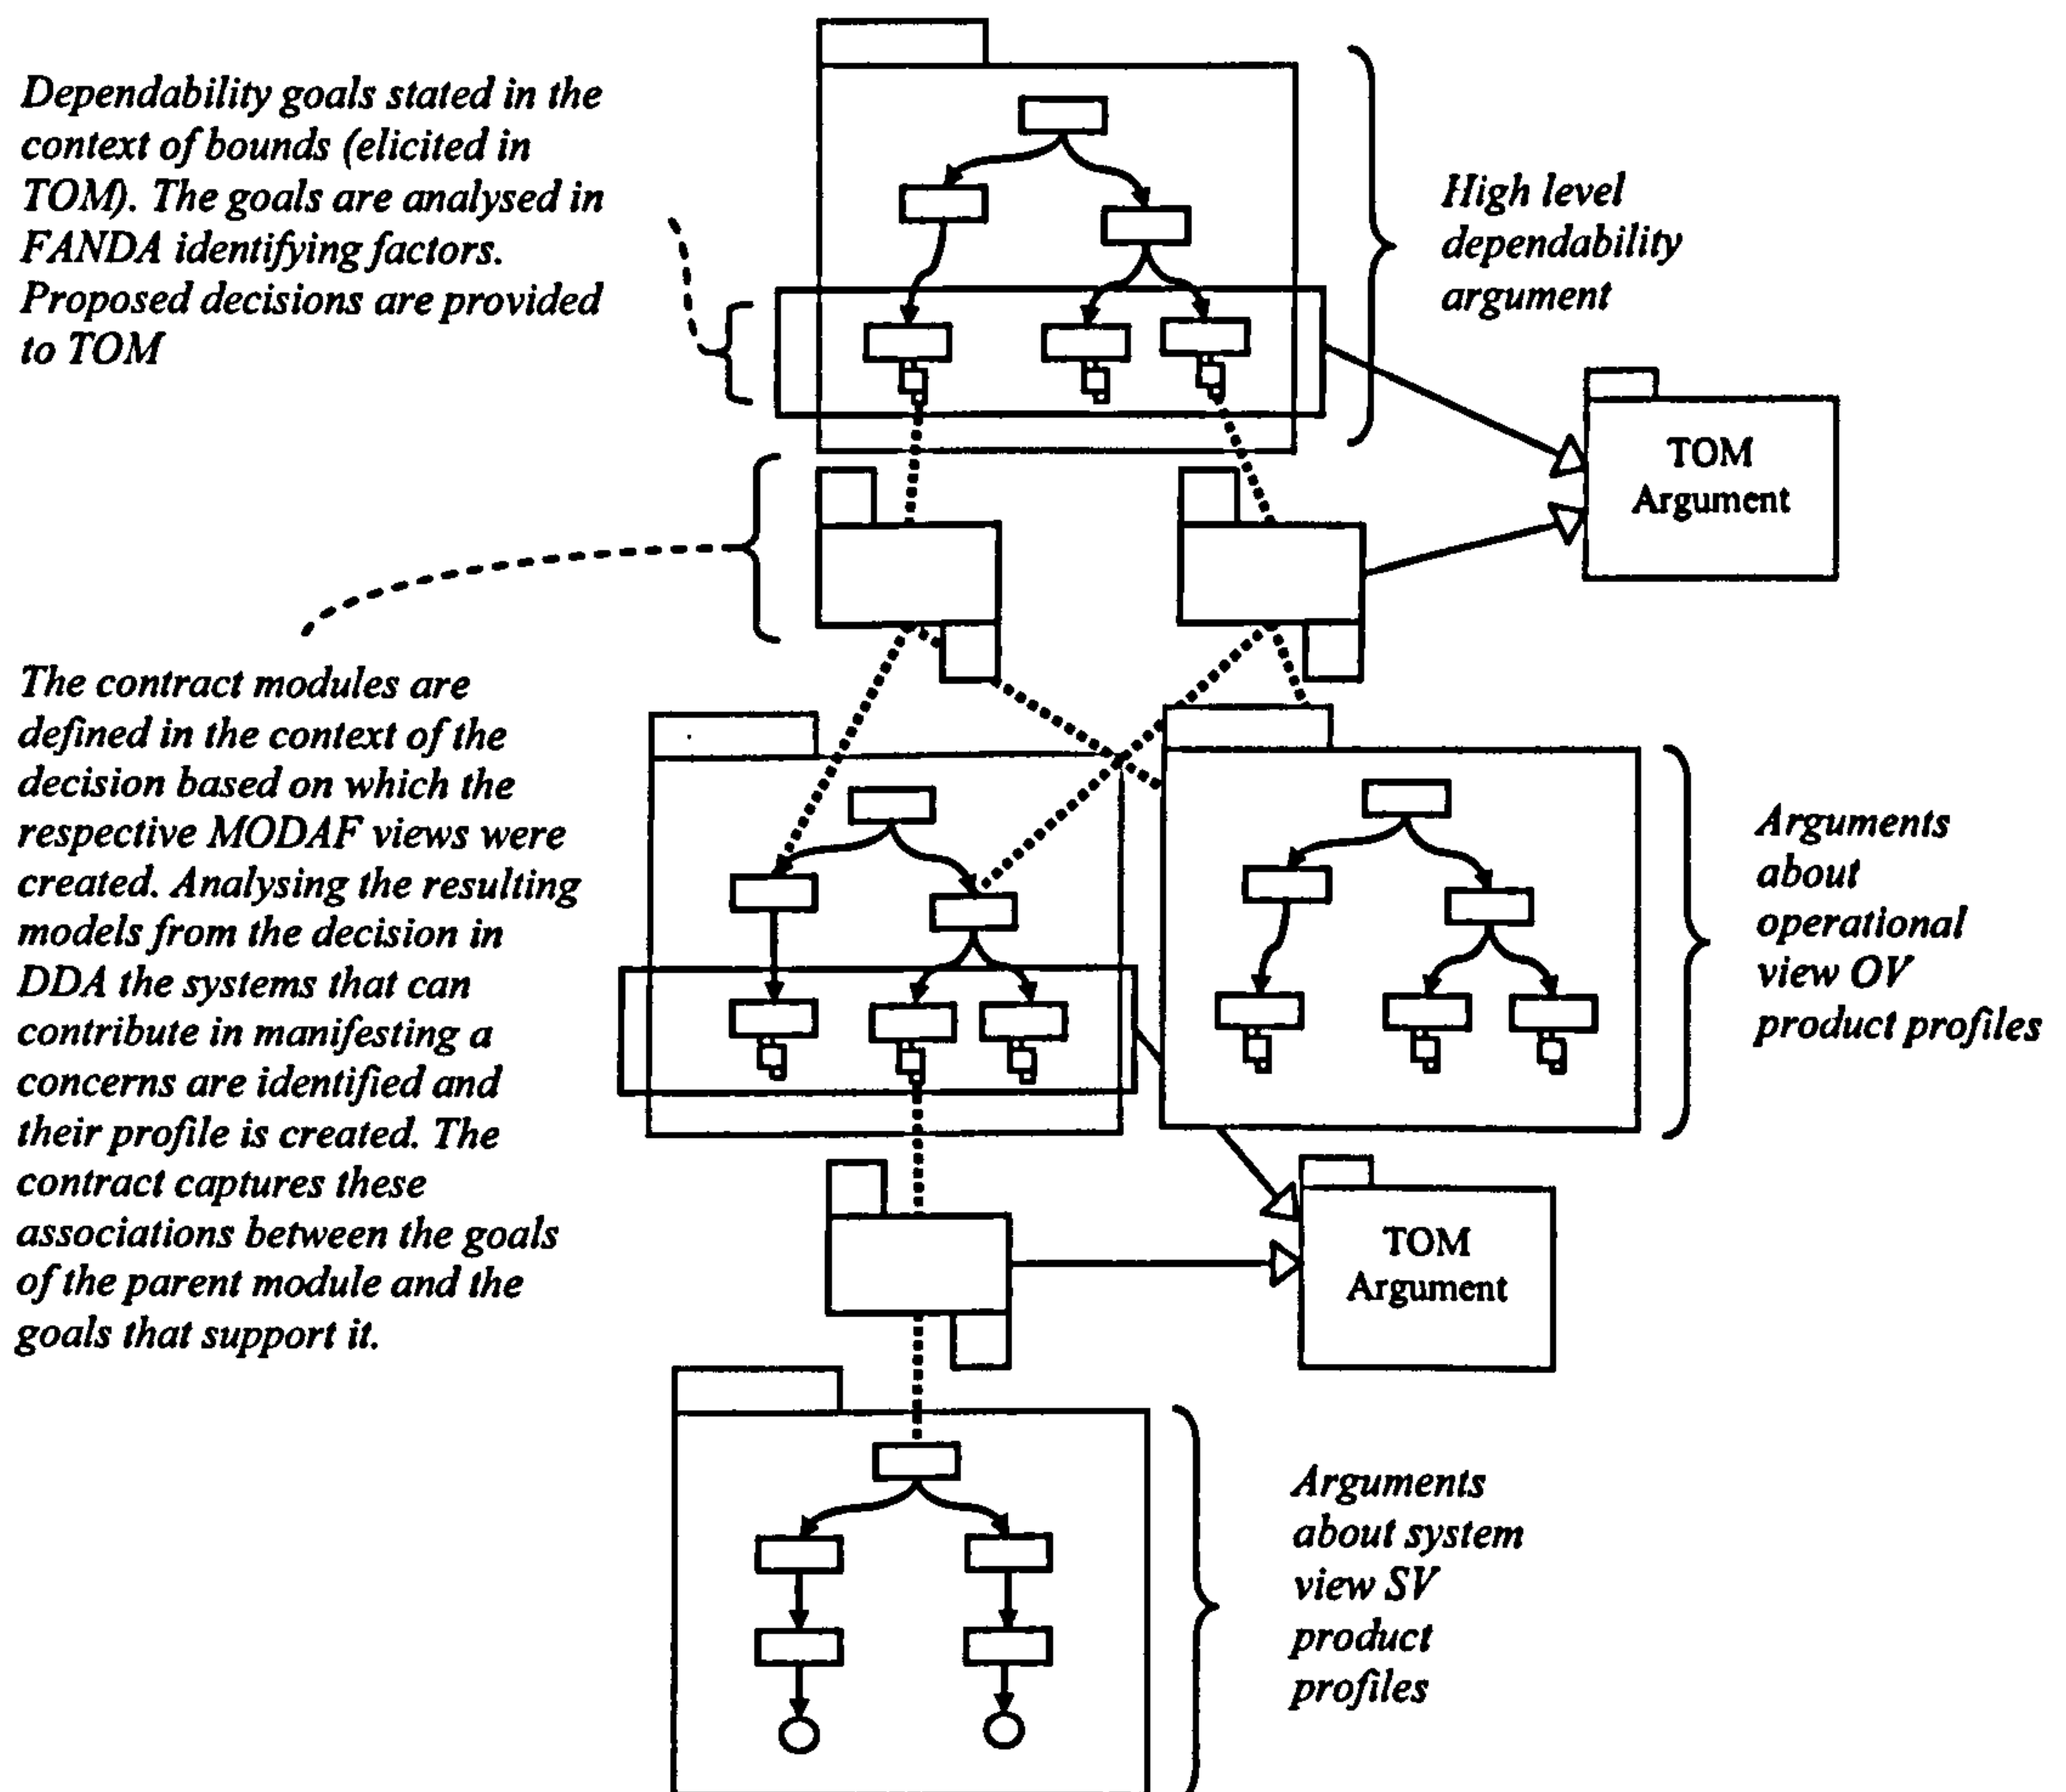 Dependability goals stated in the
context of bounds (elicited in
TOM). The goals are analysed in
FANDA identifying factors.
Proposed decisions are provided
to TOM
High level
dependability
argument
TOM
Argument
The contract modules are
defined in the context of the
decision based on which the
respective MODAF views were
created. Analysing the resulting
models from the decision in
DDA the systems that can
contribute in manifesting a
concerns are identified and
their profile is created. The
contract captures these
associations between the goals
of the parent module and the
goals that support it.
Arguments
about
operational
view OV
product profiles
TOM
Argument
Arguments
about system
view SV
product
profiles